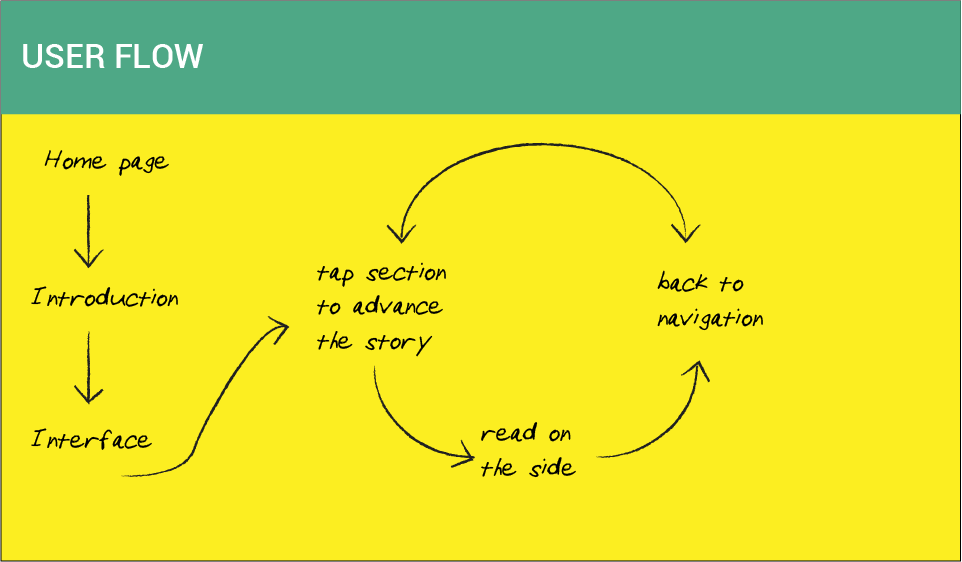 USER FLOW
Home page
Introduction
Interface
tap section
to advance
the story
read on
the side
back to
navigation